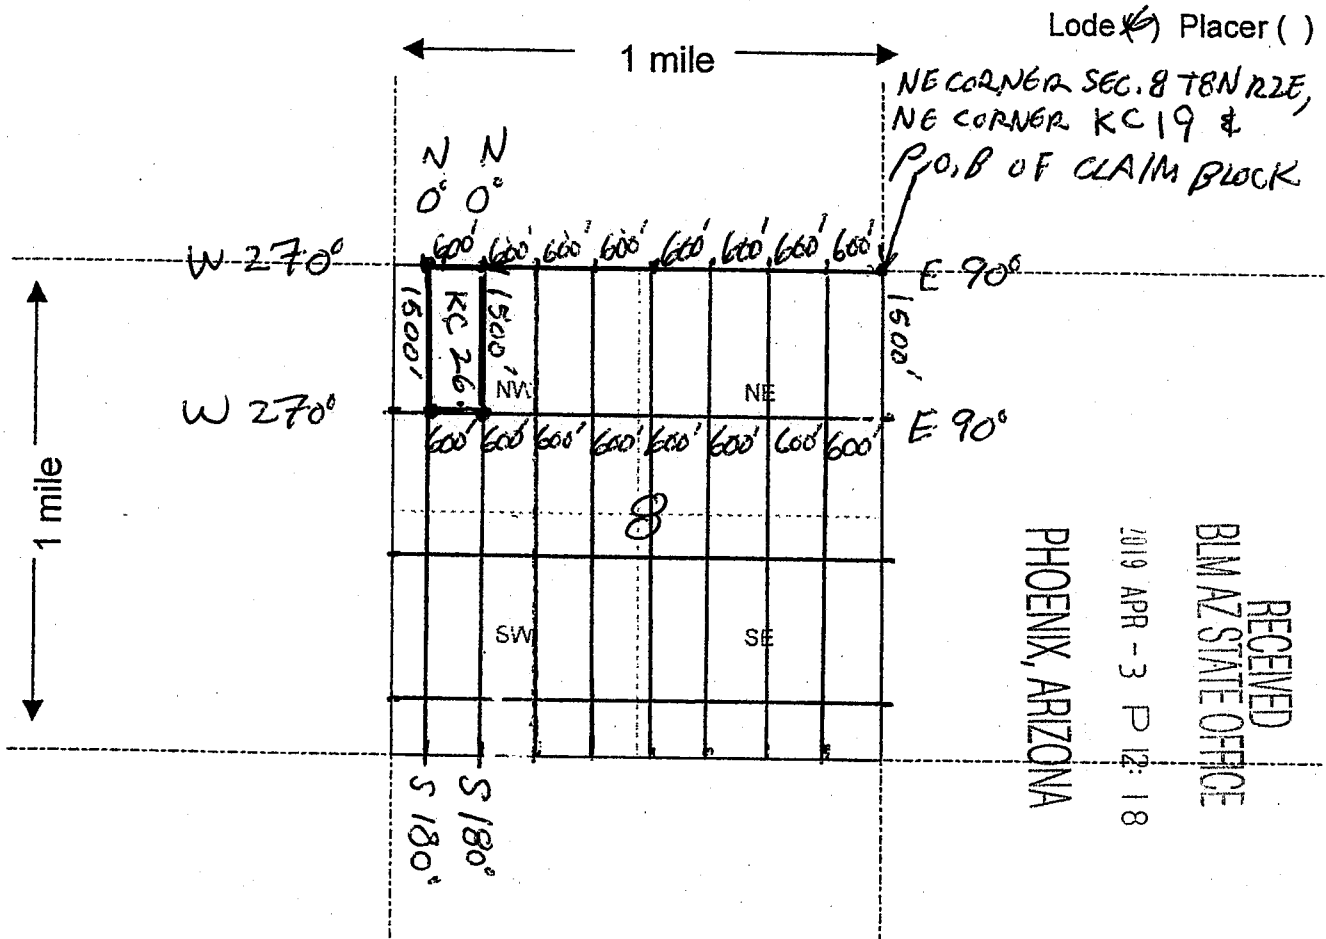 Lode (X) Placer ( )
1 mile
NE CORNER SEC. 8 T8N R2E,
NE CORNER KC 19 &
P.O.B OF CLAIM BLOCK
N 0° N 0°
600' 600' 600' 600' 600' 600' 600' 600'
W 270° E 90°
1500' KC 26 1500' 1500'
NW NE
W 270° E 90°
600' 600' 600' 600' 600' 600' 600' 600'
1 mile
8
SW SE
S 180° S 180°
RECEIVED
BLM AZ STATE OFFICE
2019 APR -3 P 12: 18
PHOENIX, ARIZONA